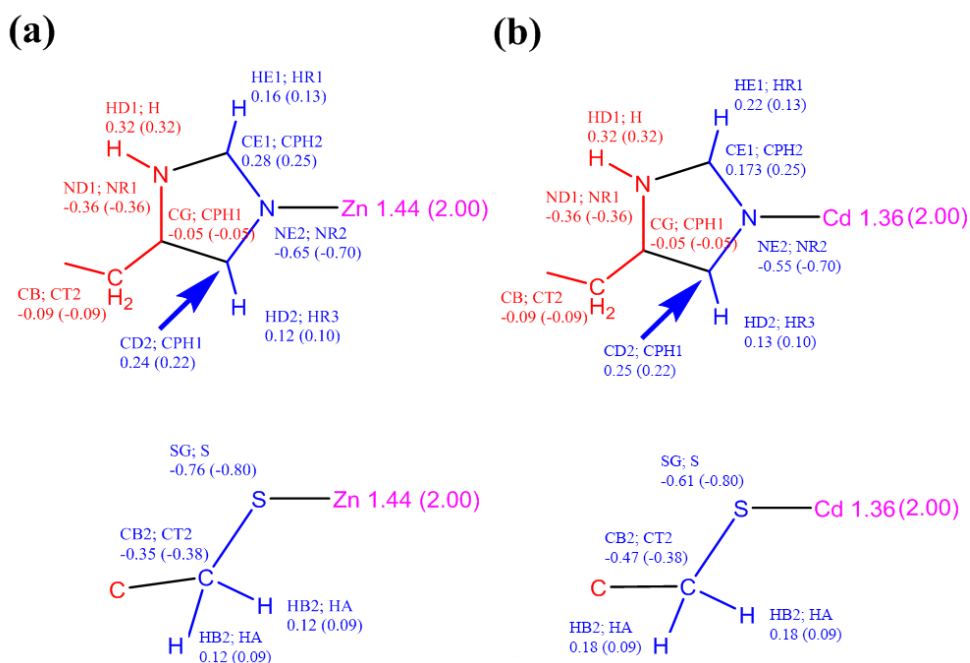 (a)
HE1; HR1
0.16 (0.13)
HD1; H
0.32 (0.32)
H
H
CE1; CPH2
0.28 (0.25)
N
ND1; NR1
-0.36 (-0.36)
CG; CPH1
-0.05 (-0.05)
N
Zn 1.44 (2.00)
NE2; NR2
-0.65 (-0.70)
C
H2
CB; CT2
-0.09 (-0.09)
H
HD2; HR3
0.12 (0.10)
CD2; CPH1
0.24 (0.22)
SG; S
-0.76 (-0.80)
S
Zn 1.44 (2.00)
CB2; CT2
-0.35 (-0.38)
C
C
H
HB2; HA
0.12 (0.09)
H
HB2; HA
0.12 (0.09)
(b)
HE1; HR1
0.22 (0.13)
HD1; H
0.32 (0.32)
H
H
CE1; CPH2
0.173 (0.25)
N
ND1; NR1
-0.36 (-0.36)
CG; CPH1
-0.05 (-0.05)
N
Cd 1.36 (2.00)
NE2; NR2
-0.55 (-0.70)
C
H2
CB; CT2
-0.09 (-0.09)
H
HD2; HR3
0.13 (0.10)
CD2; CPH1
0.25 (0.22)
SG; S
-0.61 (-0.80)
S
Cd 1.36 (2.00)
CB2; CT2
-0.47 (-0.38)
C
C
H
HB2; HA
0.18 (0.09)
H
HB2; HA
0.18 (0.09)